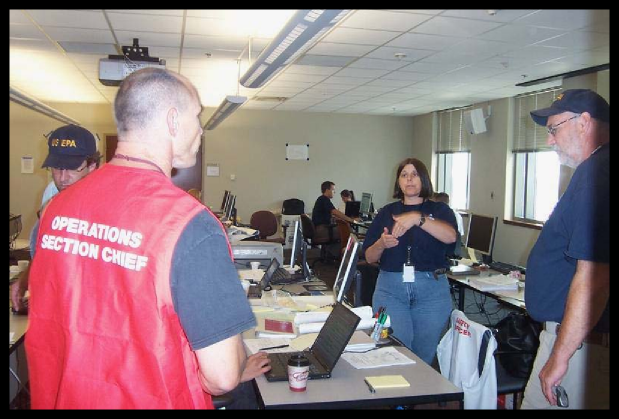 US EPA
OPERATIONS
SECTION CHIEF